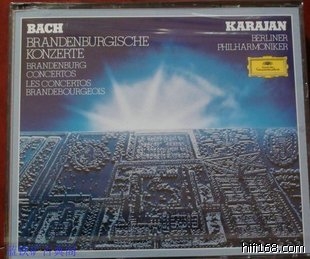 BACH
BRANDENBURGISCHE
KONZERTE
BRANDENBURG
CONCERTOS
LES CONCERTOS
BRANDEBOURGEOIS
KARAJAN
BERLINER
PHILHARMONIKER
hifi168.com